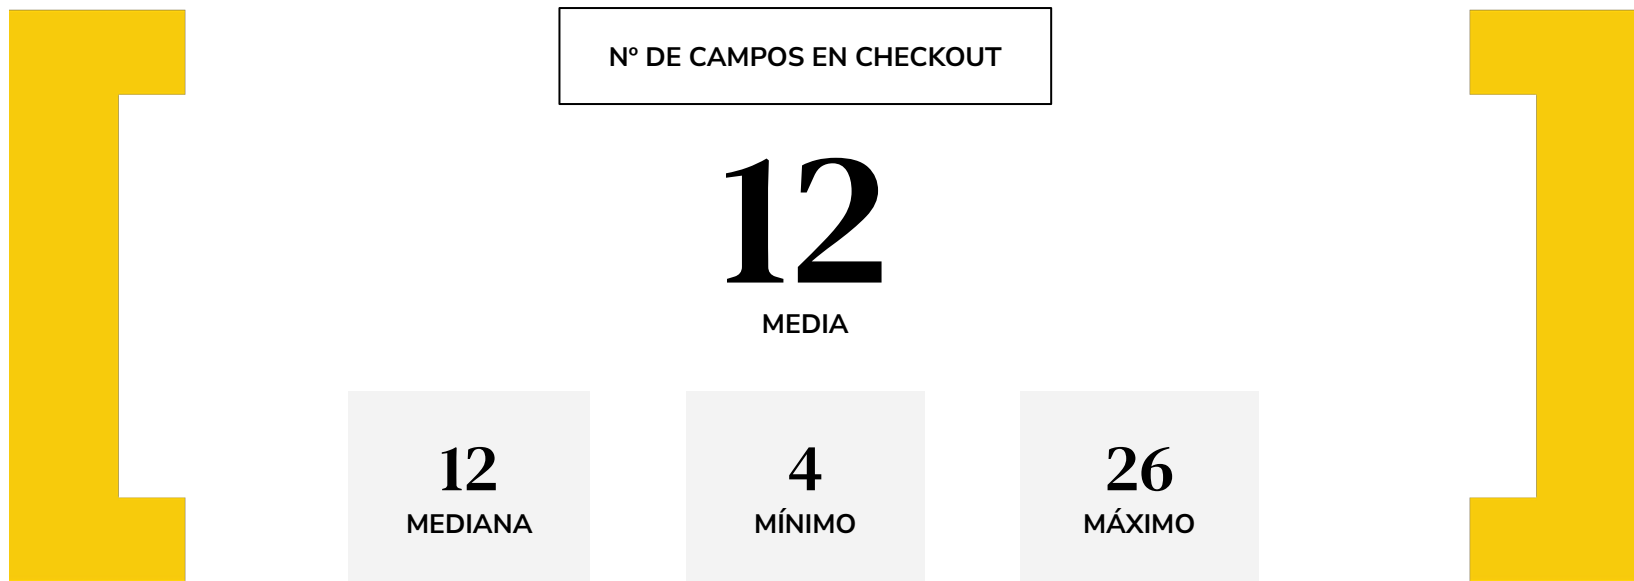 Nº DE CAMPOS EN CHECKOUT
12
MEDIA
12
MEDIANA
4
MÍNIMO
26
MÁXIMO